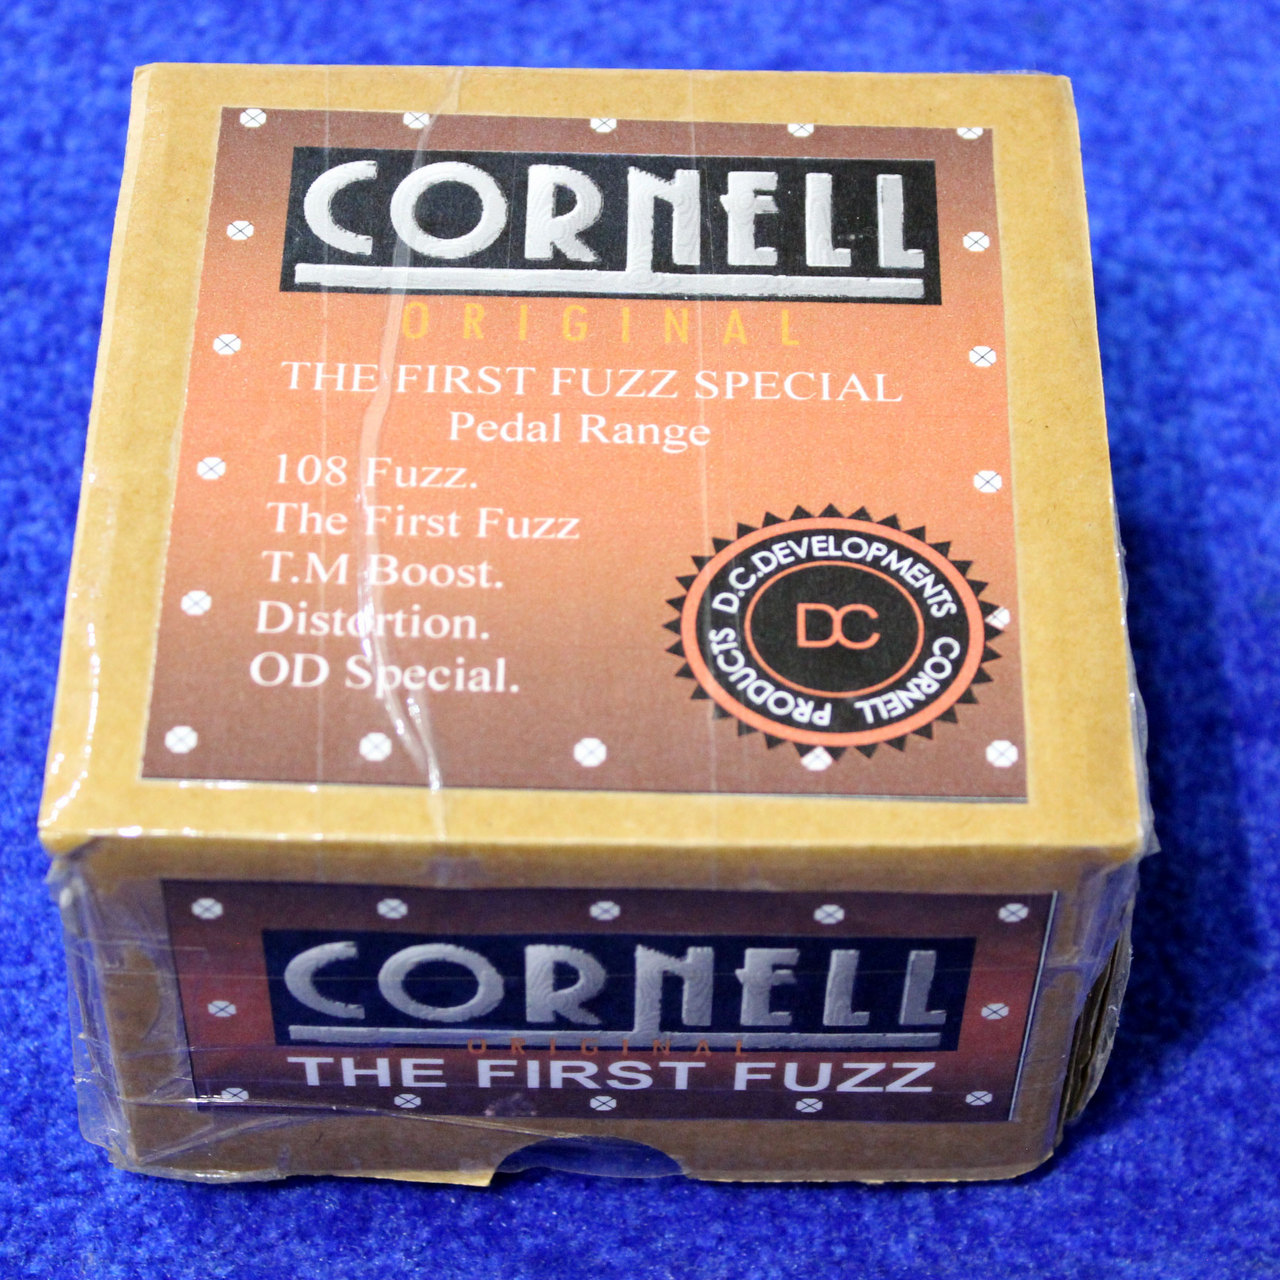 CORNELL
ORIGINAL
THE FIRST FUZZ SPECIAL
Pedal Range
108 Fuzz.
The First Fuzz
T.M Boost.
Distortion.
OD Special.
D.C.DEVELOPMENTS CORNELL PRODUCTS
DC
CORNELL
ORIGINAL
THE FIRST FUZZ